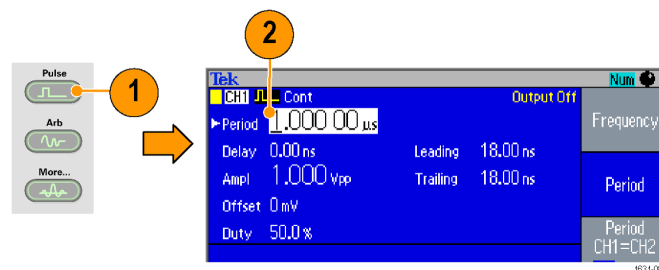 2
Pulse
1
Arb
More...
Tek
Num
CH1 Cont
Output Off
Period 1.000 00 µs
Delay 0.00 ns
Leading 18.00 ns
Ampl 1.000 Vpp
Trailing 18.00 ns
Offset 0 mV
Duty 50.0 %
Frequency
Period
Period
CH1=CH2